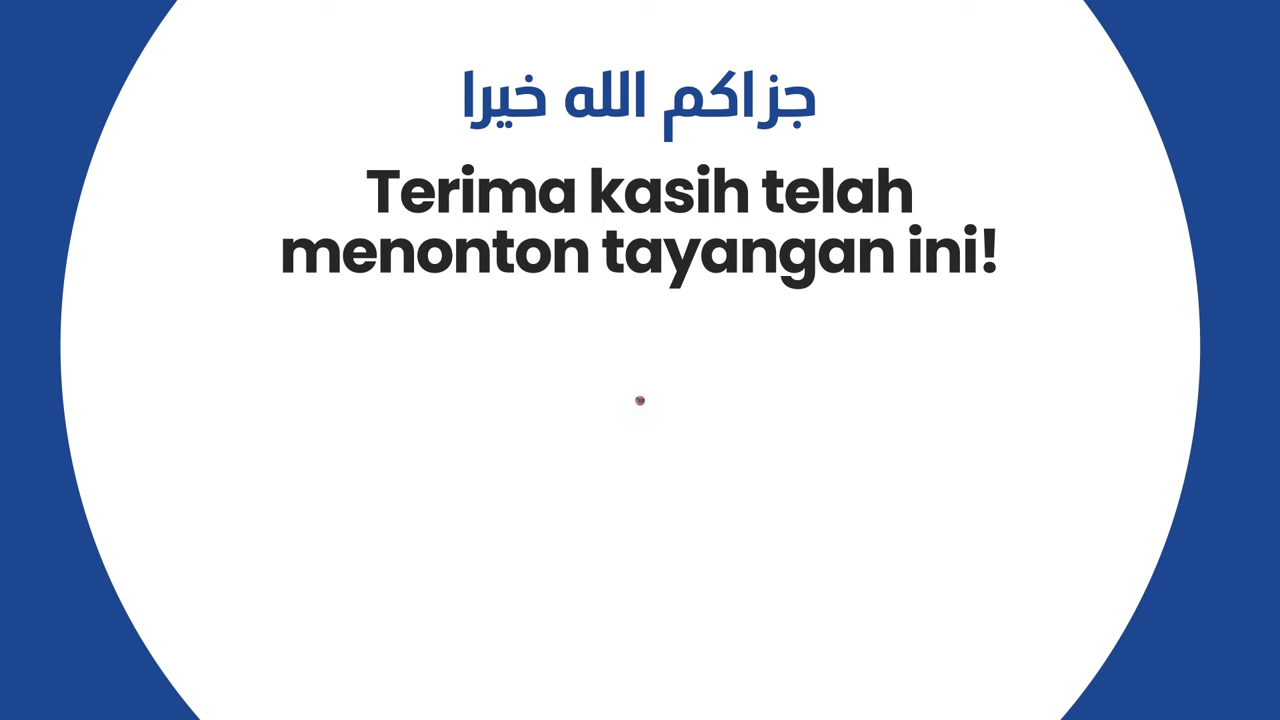 جزاكم الله خيرا
Terima kasih telah
menonton tayangan ini!